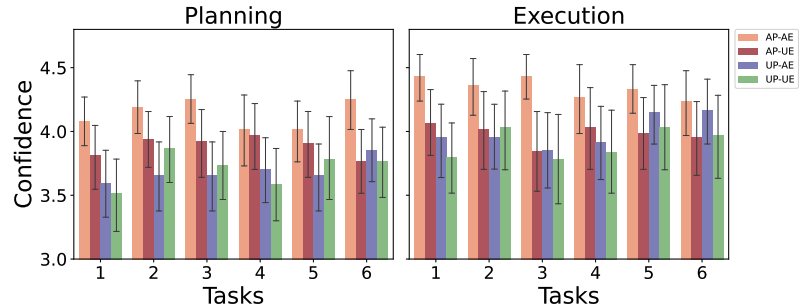 Planning
Execution
Confidence
4.5
4.0
3.5
3.0
1 2 3 4 5 6
Tasks
1 2 3 4 5 6
Tasks
AP-AE
AP-UE
UP-AE
UP-UE